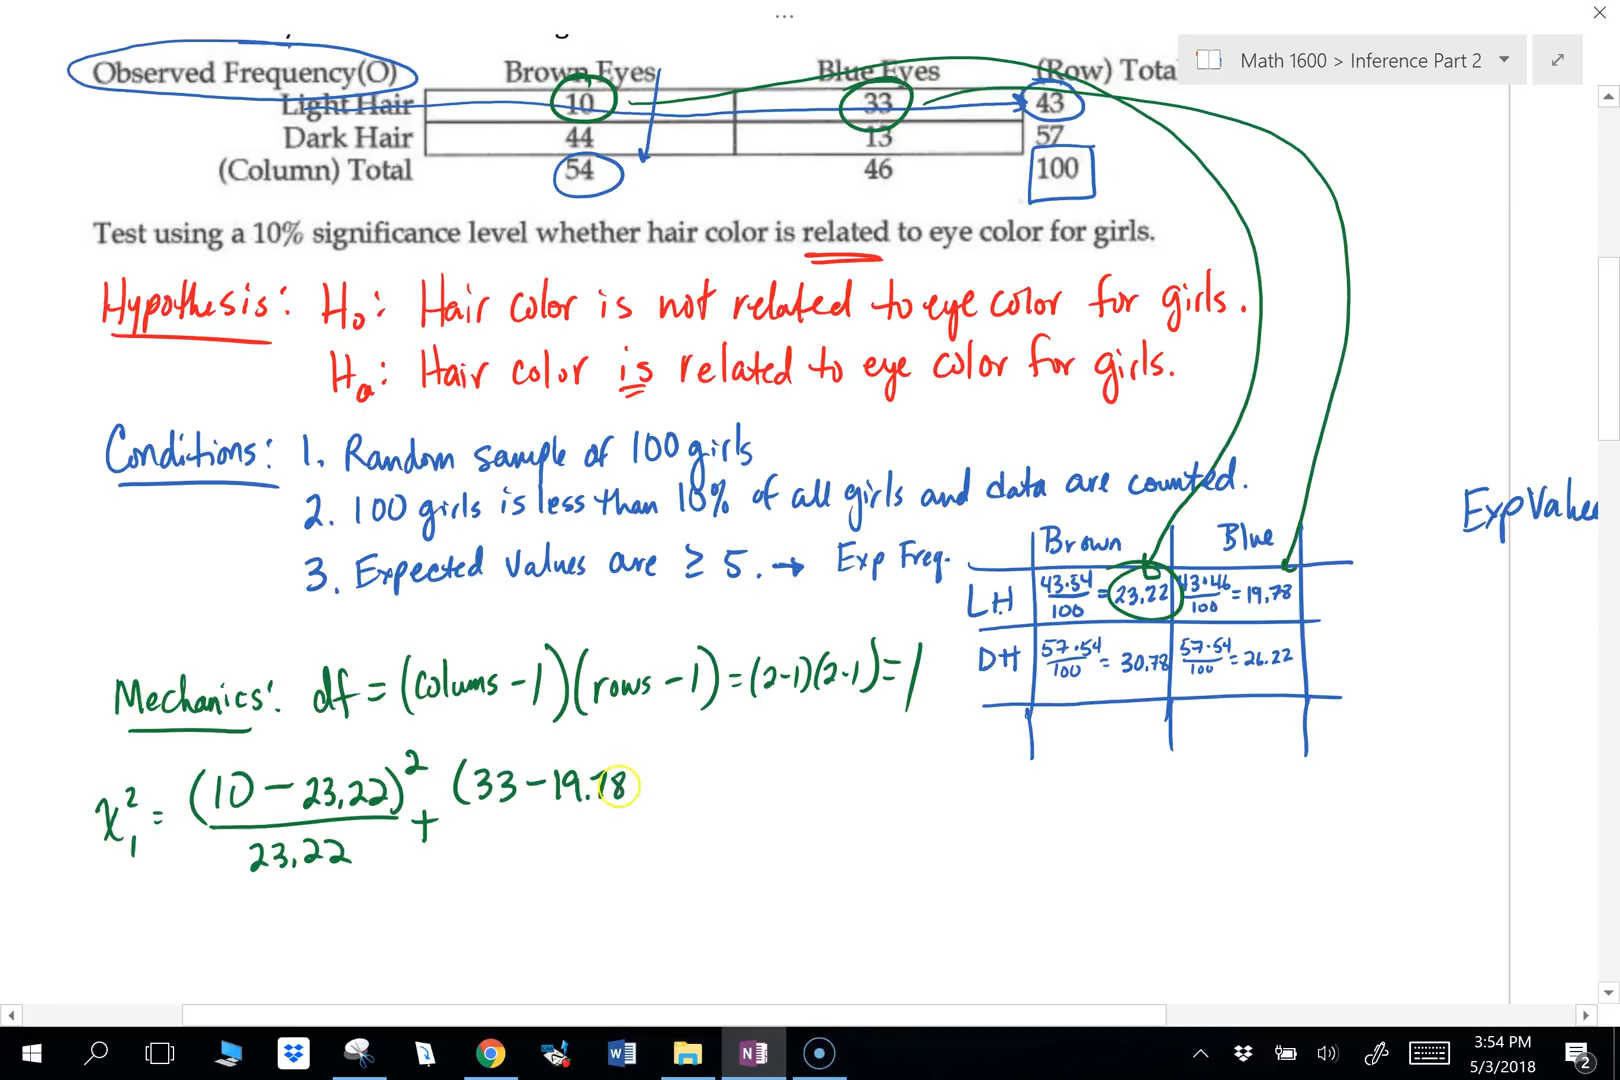 Math 1600 > Inference Part 2
Observed Frequency(O) Brown Eyes Blue Eyes (Row) Tota
Light Hair 10 33 43
Dark Hair 44 13 57
(Column) Total 54 46 100
Test using a 10% significance level whether hair color is related to eye color for girls.
Hypothesis: H₀: Hair color is not related to eye color for girls.
Hₐ: Hair color is related to eye color for girls.
Conditions: 1. Random sample of 100 girls
2. 100 girls is less than 10% of all girls and data are counted.
3. Expected values are ≥ 5. → Exp Freq.
Brown Blue
LH 43·54/100 = 23.22 43·46/100 = 19.78
DH 57·54/100 = 30.78 57·54/100 = 26.22
Exp Value
Mechanics: df = (colums - 1)(rows - 1) = (2-1)(2-1) = 1
χ²₁ = (10 - 23.22)²/23.22 + (33 - 19.78
3:54 PM
5/3/2018
2